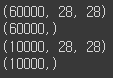 (60000, 28, 28)
(60000,)
(10000, 28, 28)
(10000,)